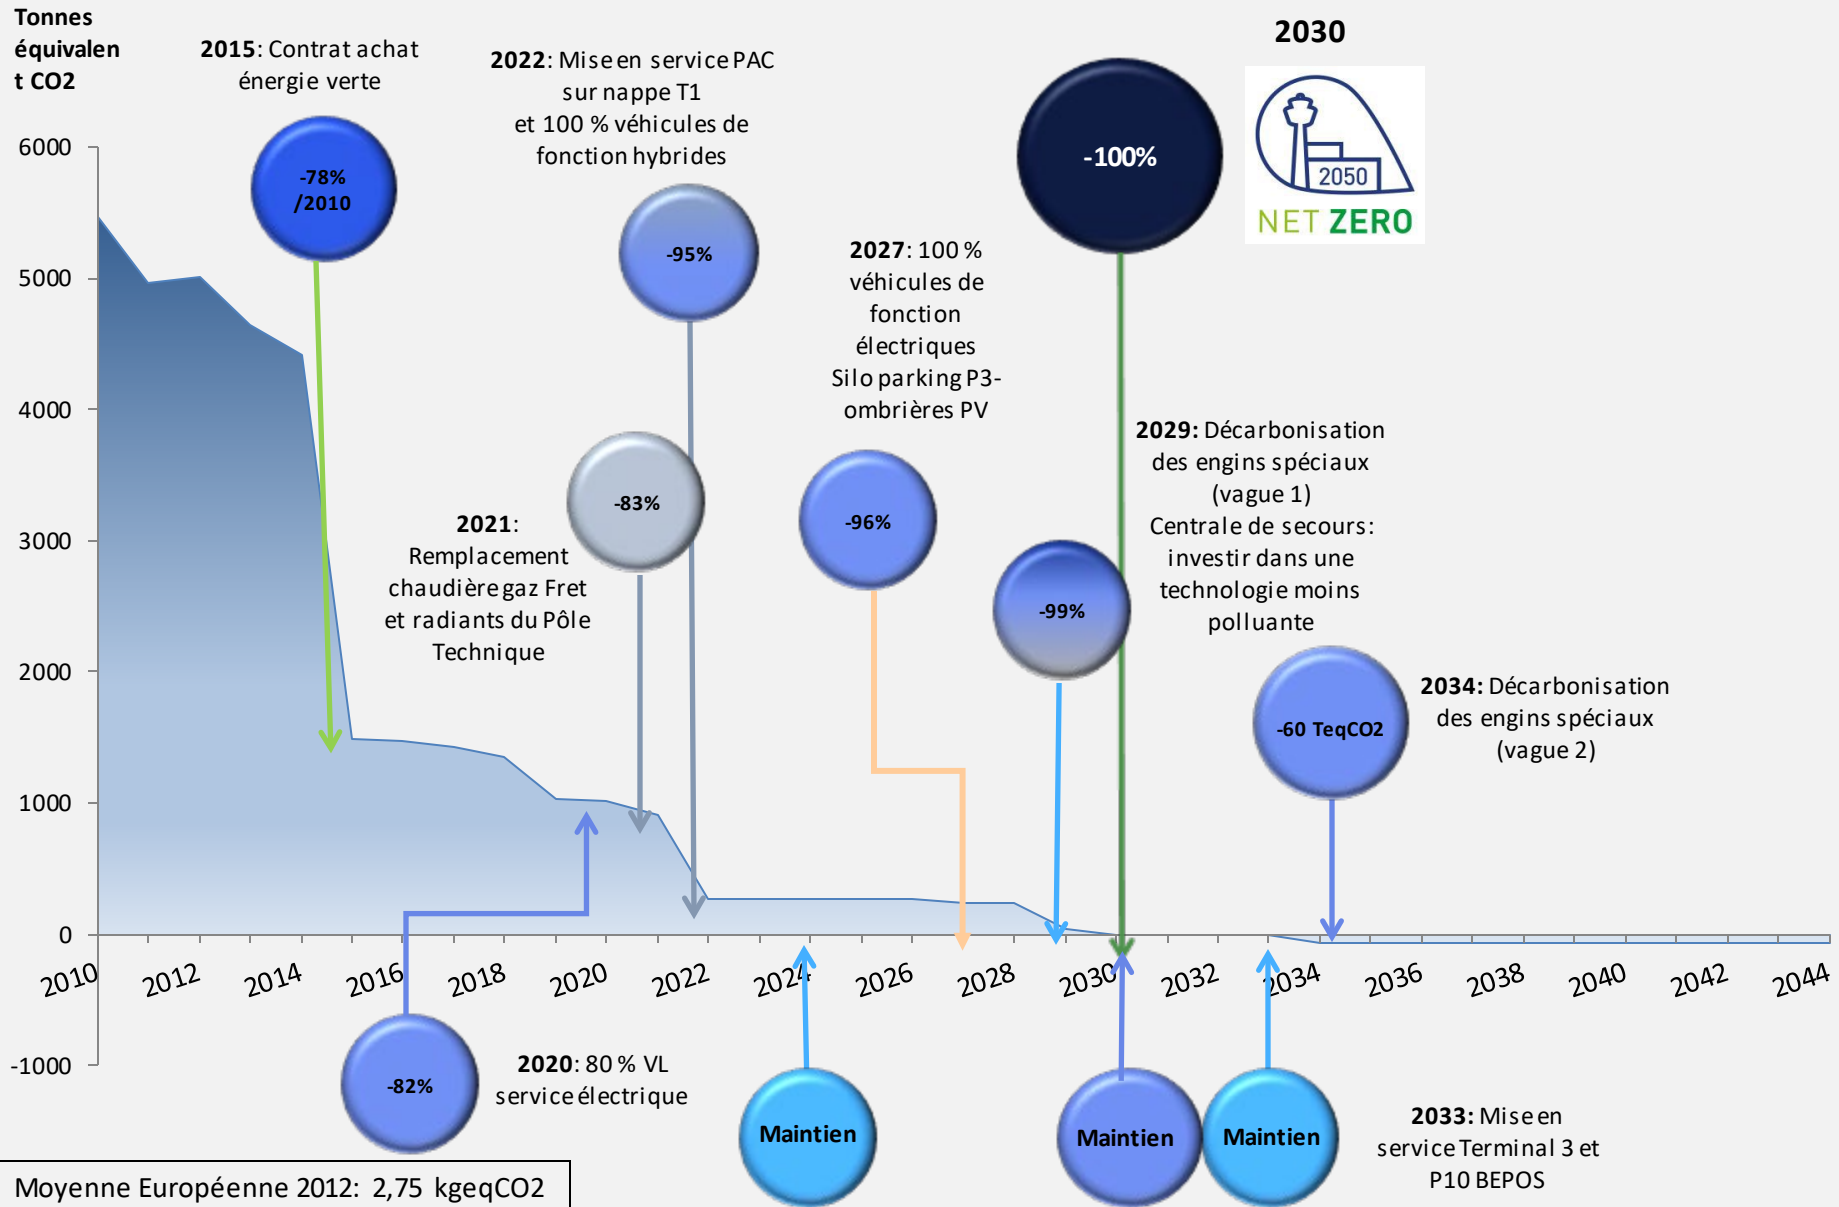 Tonnes
équivalen
t CO2
2015: Contrat achat
énergie verte
2022: Mise en service PAC
sur nappe T1
et 100 % véhicules de
fonction hybrides
2030
2050
NET ZERO
-78%
/2010
-95%
-100%
2027: 100 %
véhicules de
fonction
électriques
Silo parking P3-
ombrières PV
-83%
-96%
-99%
2021:
Remplacement
chaudière gaz Fret
et radiants du Pôle
Technique
2029: Décarbonisation
des engins spéciaux
(vague 1)
Centrale de secours:
investir dans une
technologie moins
polluante
-60 TeqCO2
2034: Décarbonisation
des engins spéciaux
(vague 2)
6000
5000
4000
3000
2000
1000
0
-1000
2010
2012
2014
2016
2018
2020
2022
2024
2026
2028
2030
2032
2034
2036
2038
2040
2042
2044
-82%
2020: 80 % VL
service électrique
Maintien
Maintien
Maintien
2033: Mise en
service Terminal 3 et
P10 BEPOS
Moyenne Européenne 2012: 2,75 kgeqCO2